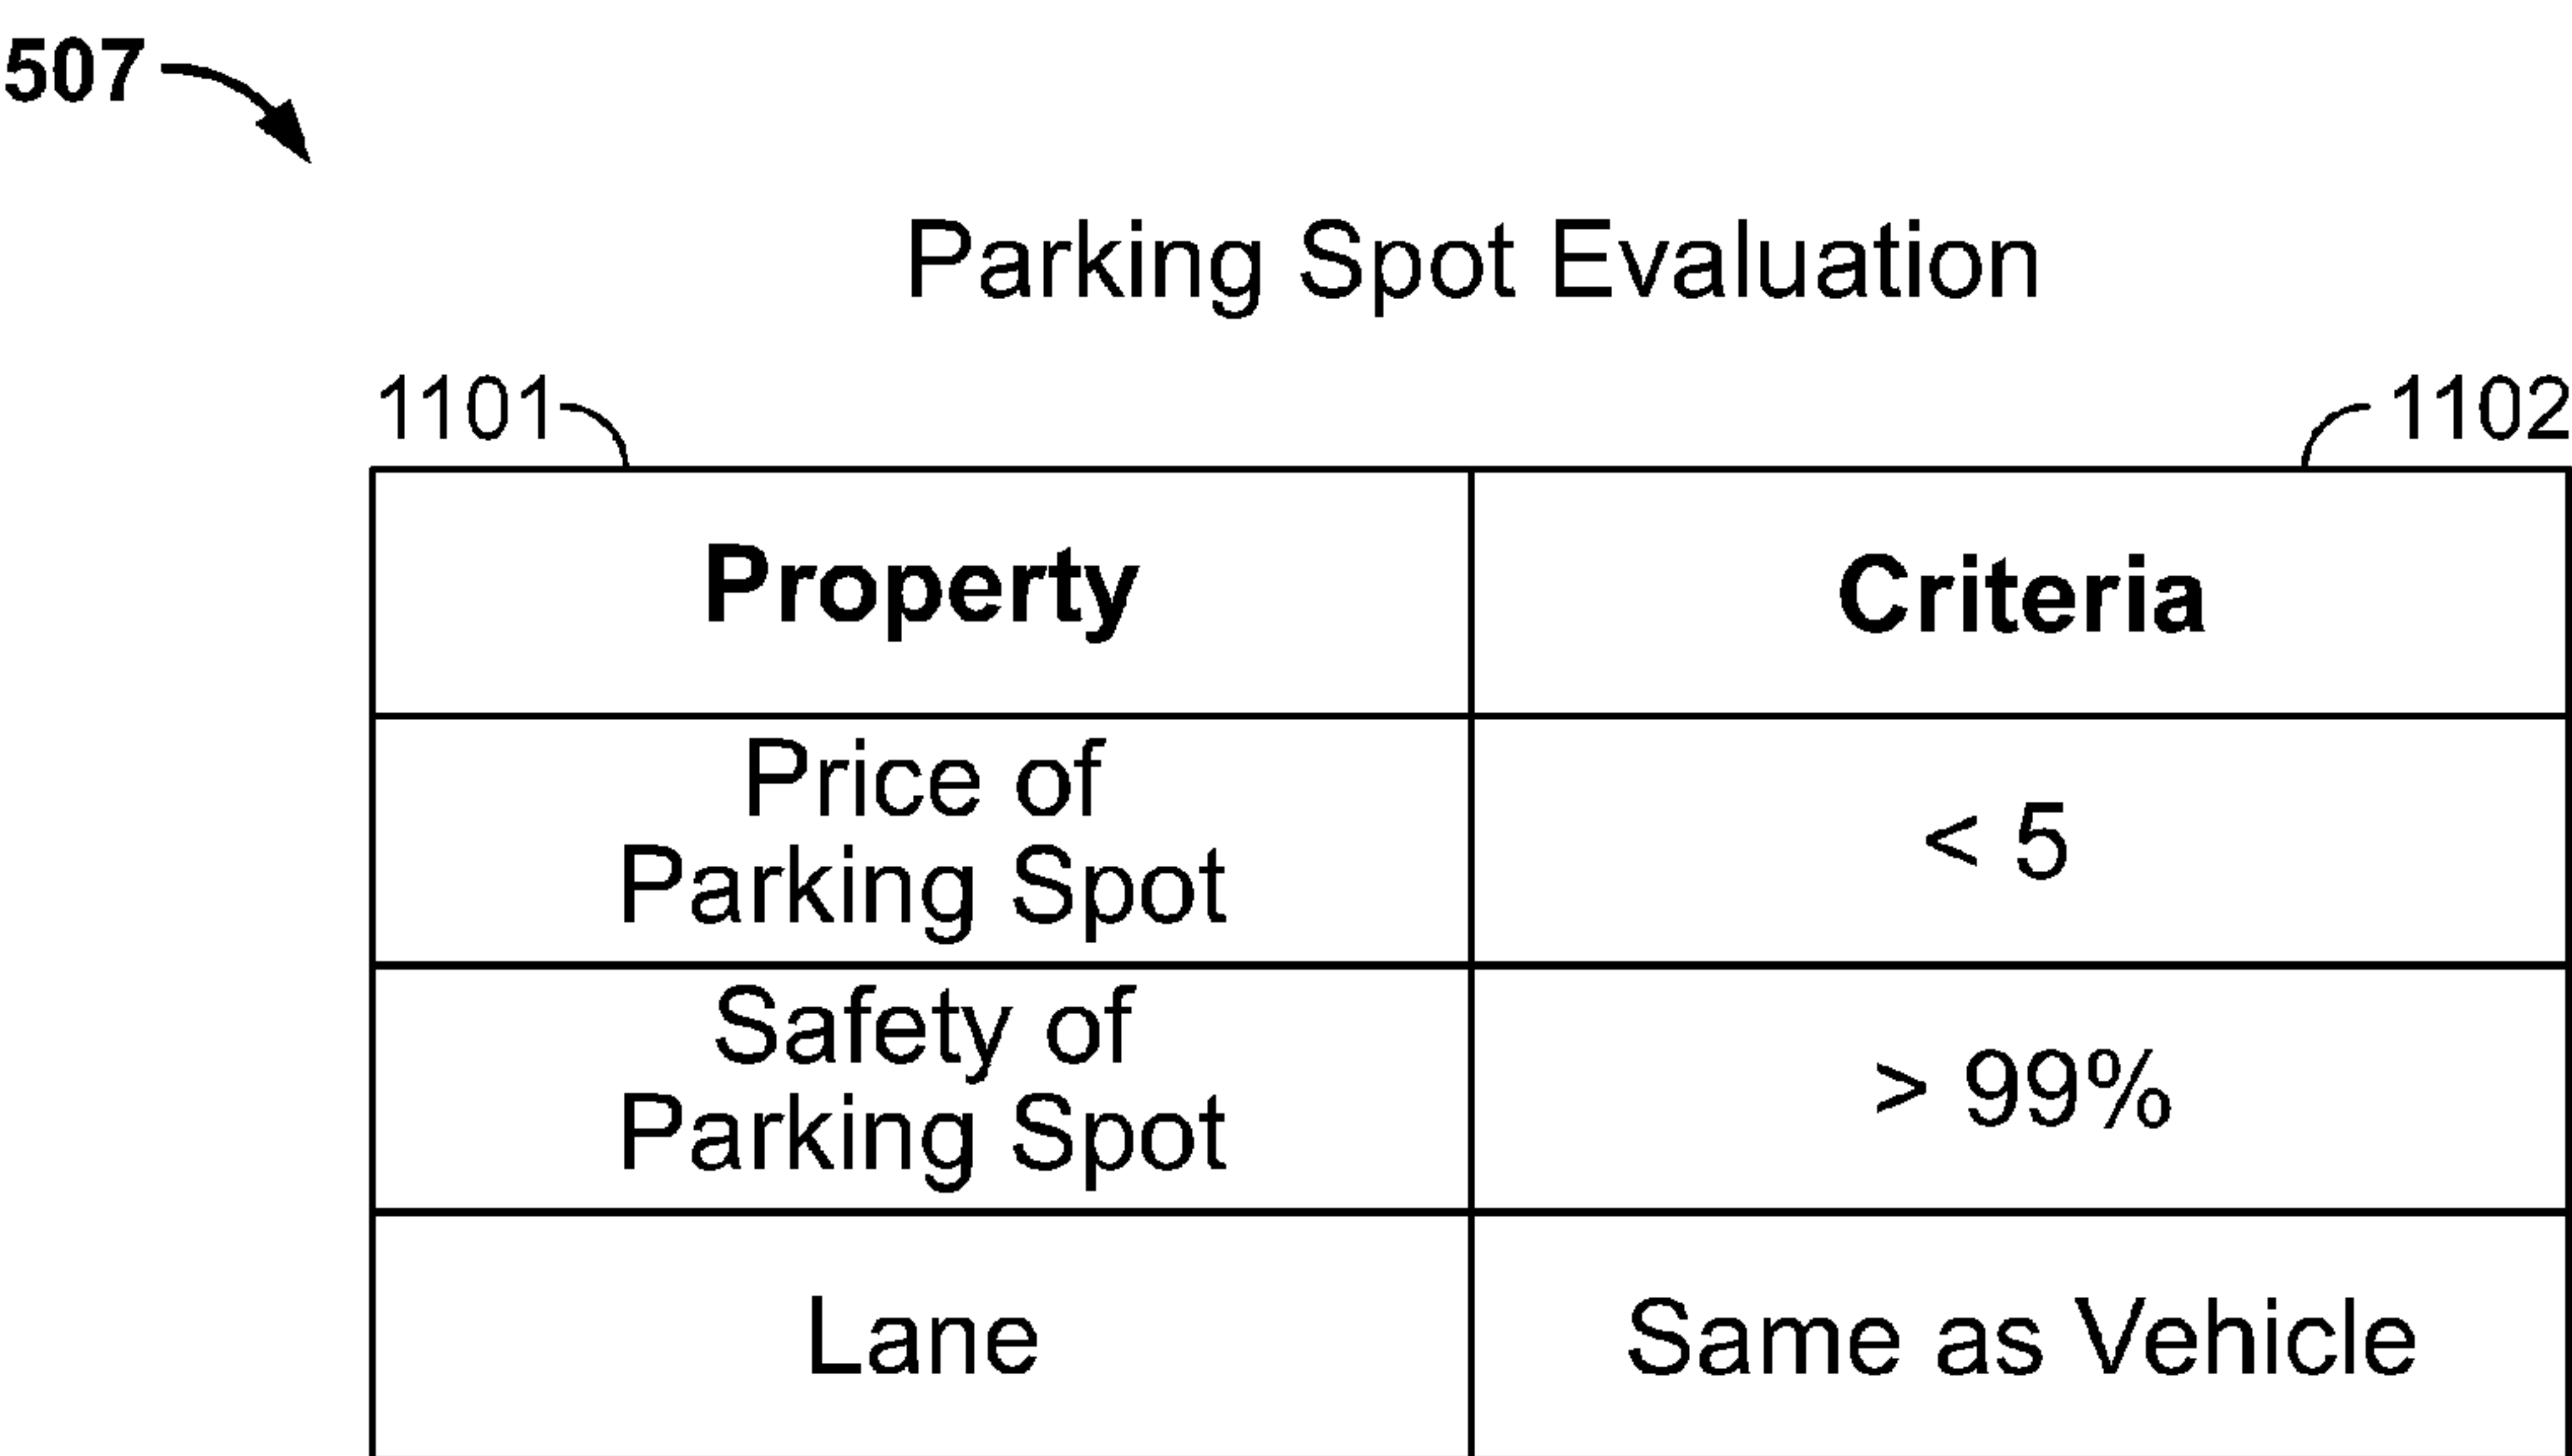 507
Parking Spot Evaluation
1101
1102
Property
Criteria
Price of
Parking Spot
< 5
Safety of
Parking Spot
> 99%
Lane
Same as Vehicle